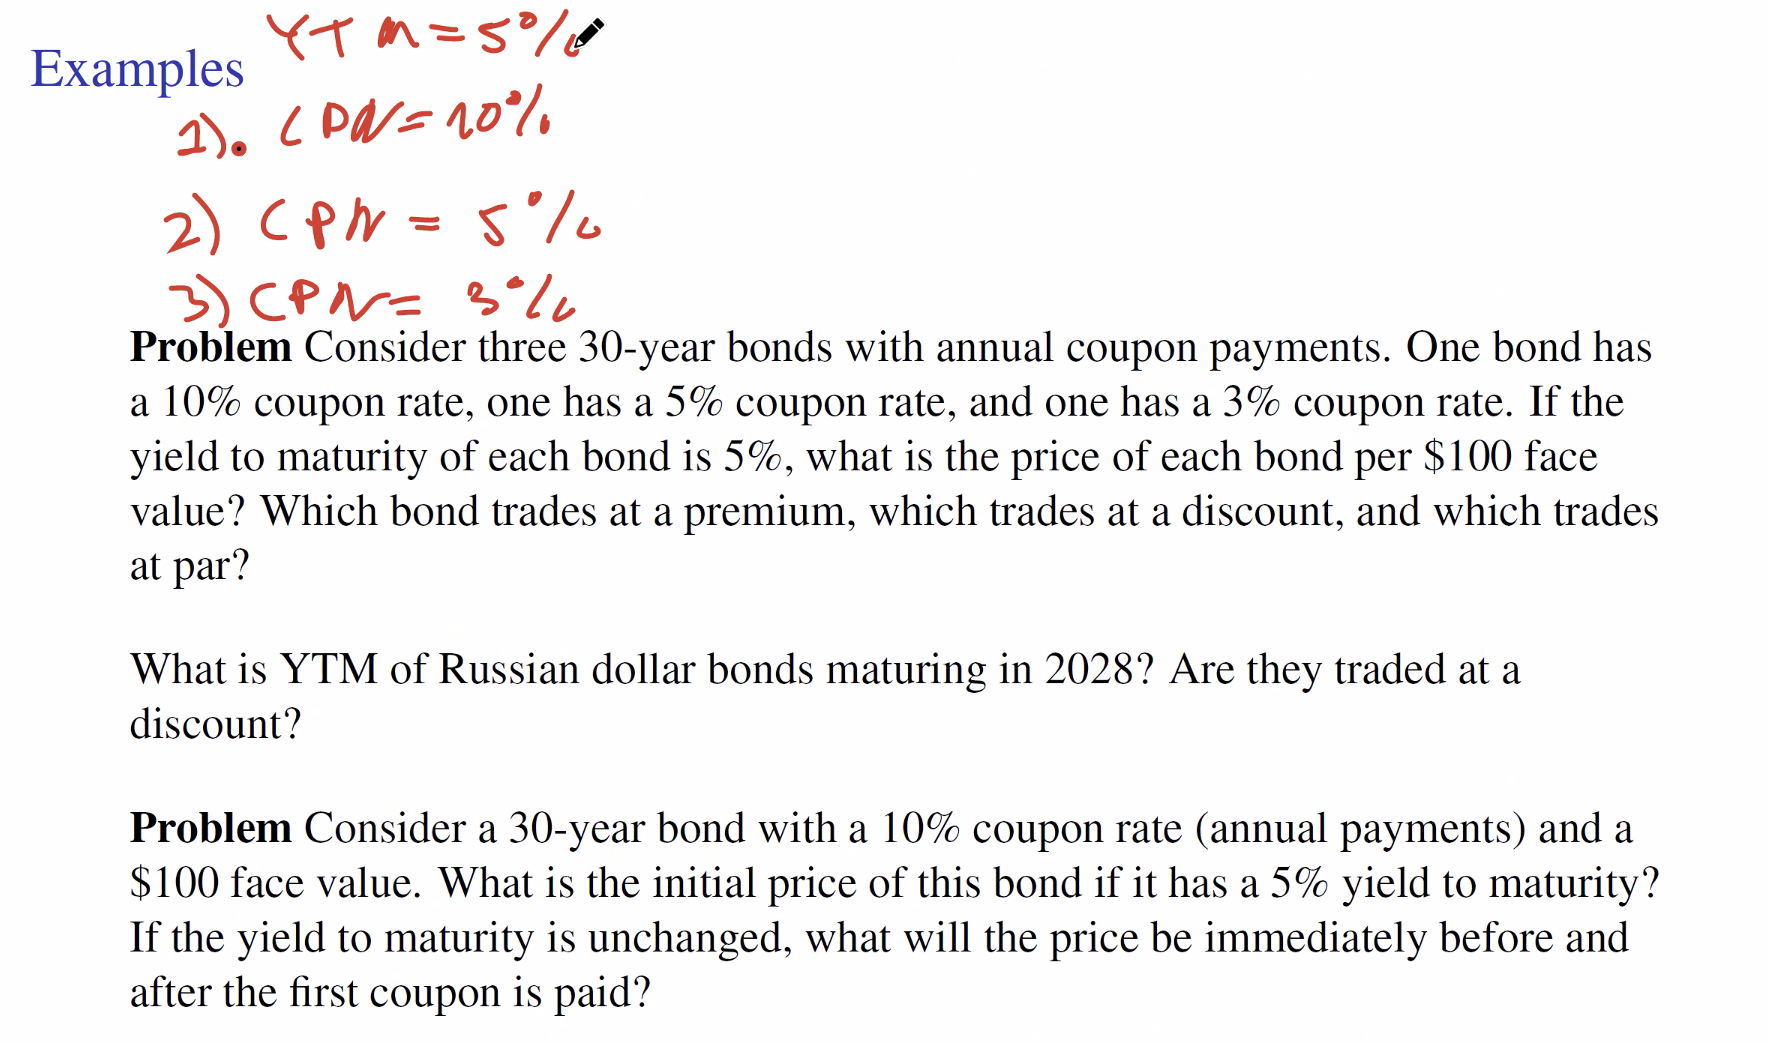 YTM = 5%
Examples
1). CPN = 10%
2) CPN = 5%
3) CPN = 3%
Problem Consider three 30-year bonds with annual coupon payments. One bond has
a 10% coupon rate, one has a 5% coupon rate, and one has a 3% coupon rate. If the
yield to maturity of each bond is 5%, what is the price of each bond per $100 face
value? Which bond trades at a premium, which trades at a discount, and which trades
at par?
What is YTM of Russian dollar bonds maturing in 2028? Are they traded at a
discount?
Problem Consider a 30-year bond with a 10% coupon rate (annual payments) and a
$100 face value. What is the initial price of this bond if it has a 5% yield to maturity?
If the yield to maturity is unchanged, what will the price be immediately before and
after the first coupon is paid?